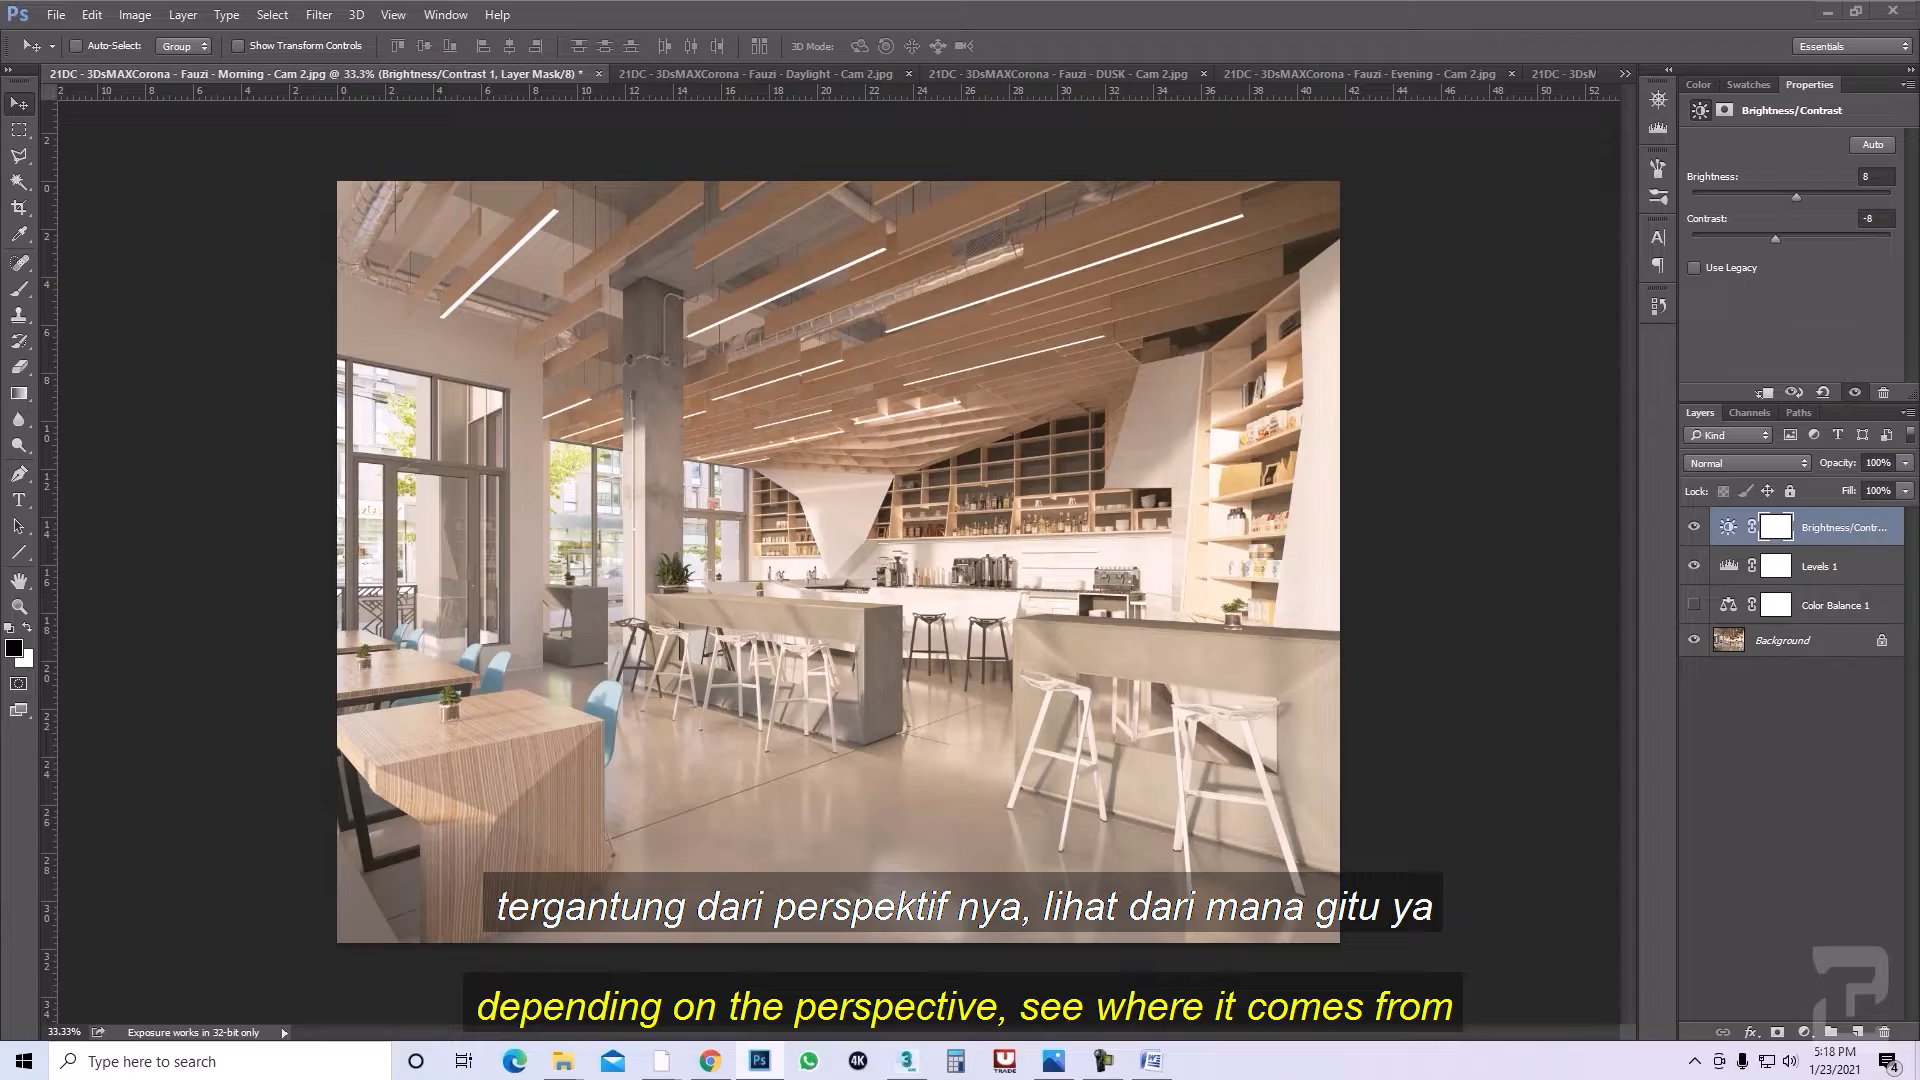 Ps File Edit Image Layer Type Select Filter 3D View Window Help
Auto-Select: Group Show Transform Controls 3D Mode: Essentials
21DC - 3DsMAXCorona - Fauzi - Morning - Cam 2.jpg @ 33.3% (Brightness/Contrast 1, Layer Mask/8) * × 21DC - 3DsMAXCorona - Fauzi - Daylight - Cam 2.jpg × 21DC - 3DsMAXCorona - Fauzi - DUSK - Cam 2.jpg × 21DC - 3DsMAXCorona - Fauzi - Evening - Cam 2.jpg × 21DC - 3DsM
Color Swatches Properties
Brightness/Contrast
Auto
Brightness: 8
Contrast: -8
Use Legacy
Layers Channels Paths
Kind
Normal Opacity: 100%
Lock: Fill: 100%
Brightness/Contr...
Levels 1
Color Balance 1
Background
tergantung dari perspektif nya, lihat dari mana gitu ya
depending on the perspective, see where it comes from
33.33% Exposure works in 32-bit only
Type here to search
5:18 PM
1/23/2021